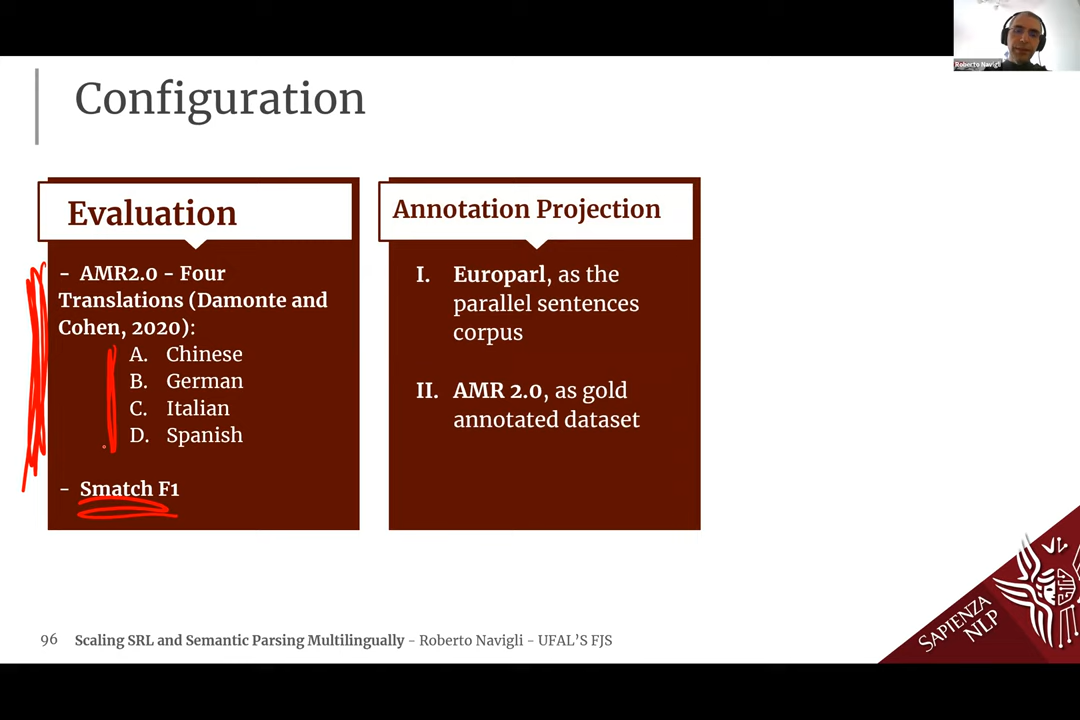 Roberto Navigli
Configuration
Evaluation
- AMR2.0 - Four
Translations (Damonte and
Cohen, 2020):
A. Chinese
B. German
C. Italian
D. Spanish
- Smatch F1
Annotation Projection
I. Europarl, as the
parallel sentences
corpus
II. AMR 2.0, as gold
annotated dataset
96 Scaling SRL and Semantic Parsing Multilingually - Roberto Navigli - UFAL'S FJS
SAPIENZA
NLP